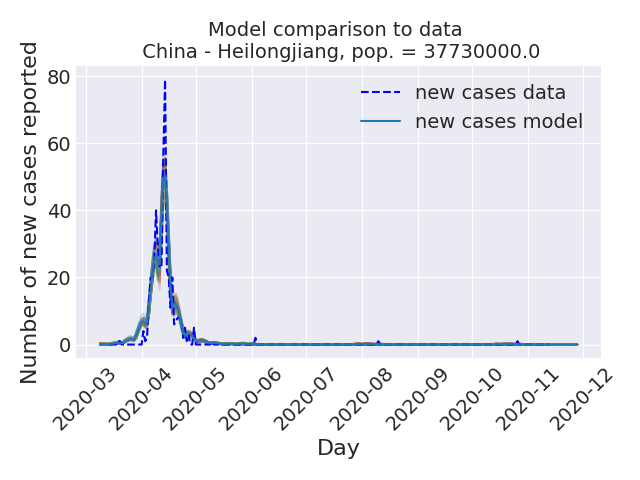 Model comparison to data
China - Heilongjiang, pop. = 37730000.0
Number of new cases reported
80
60
40
20
0
new cases data
new cases model
2020-03
2020-04
2020-05
2020-06
2020-07
2020-08
2020-09
2020-10
2020-11
2020-12
Day